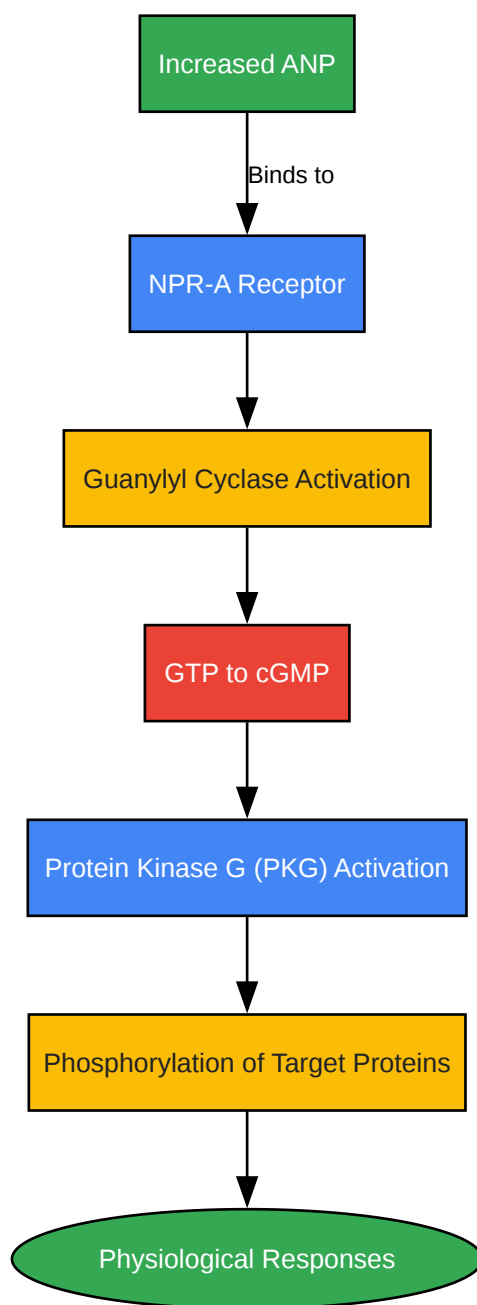 Increased ANP
Binds to
NPR-A Receptor
Guanylyl Cyclase Activation
GTP to cGMP
Protein Kinase G (PKG) Activation
Phosphorylation of Target Proteins
Physiological Responses